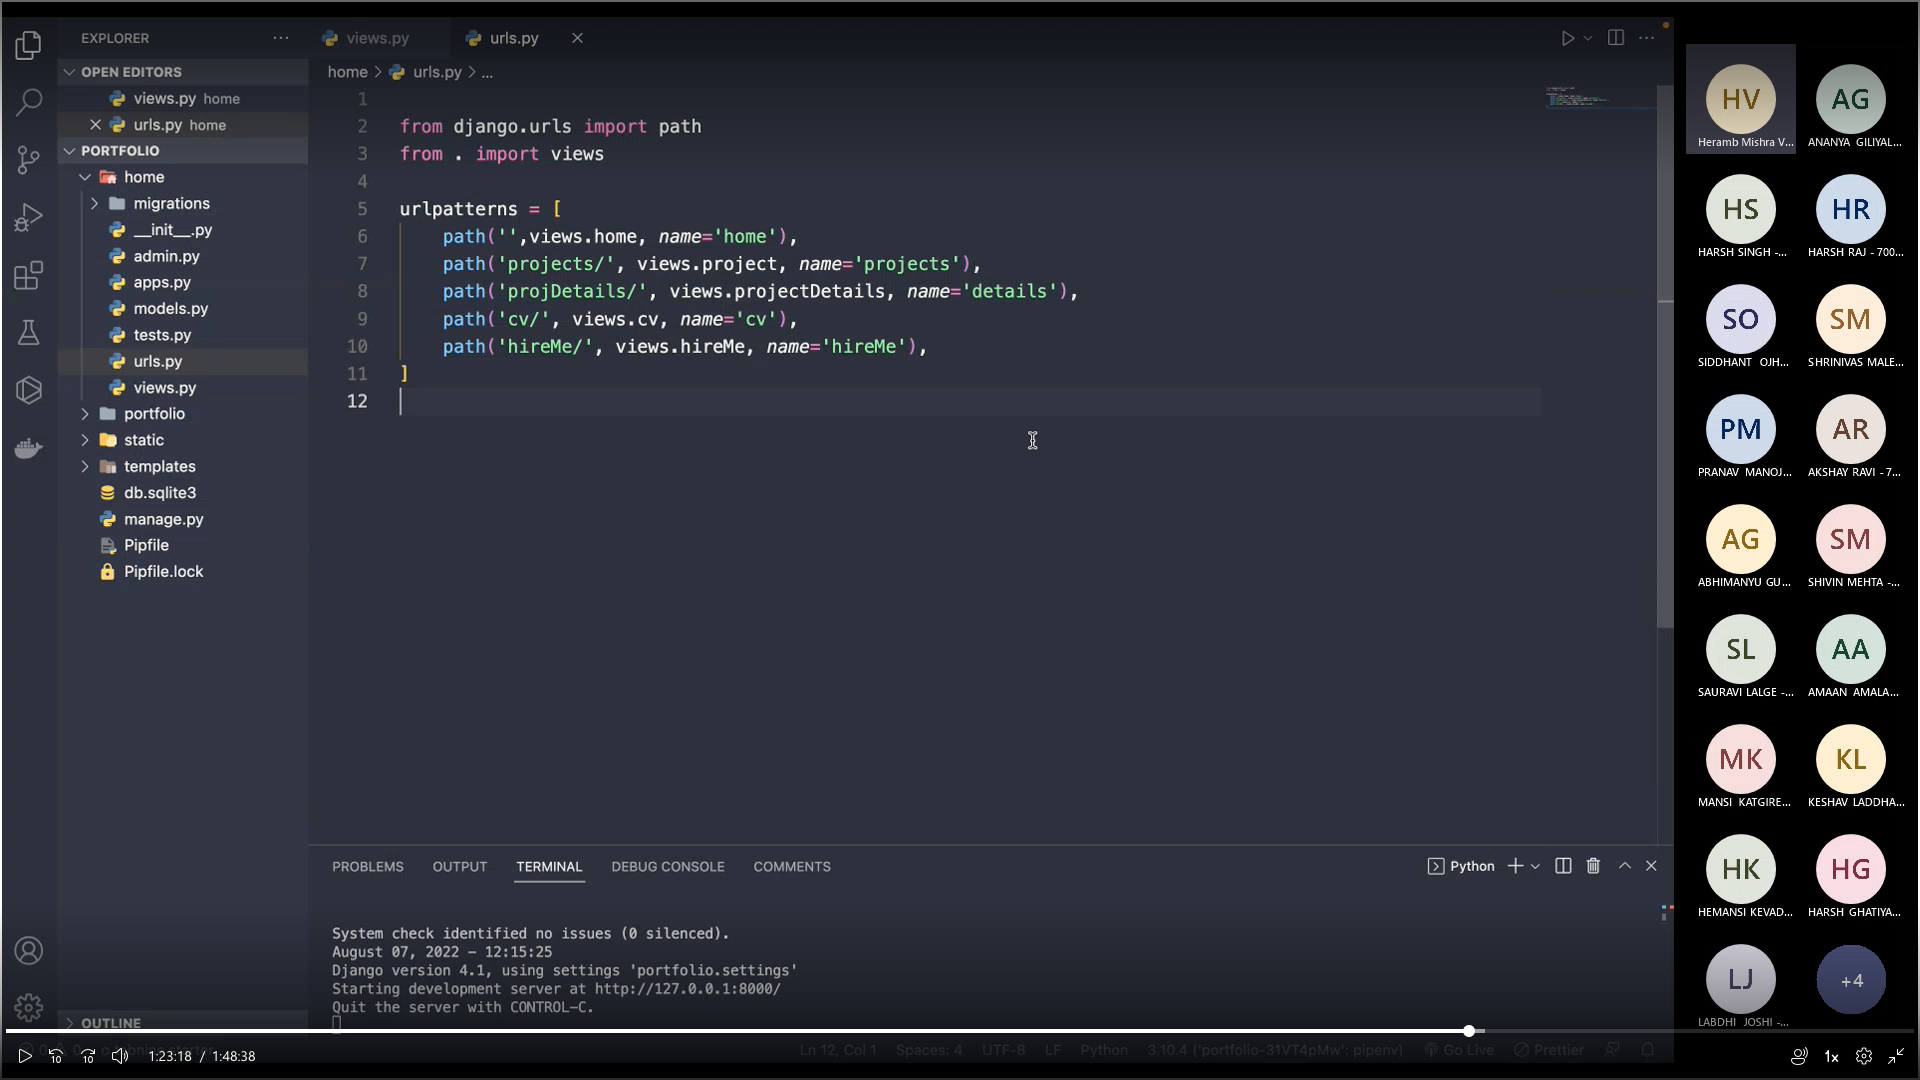 EXPLORER
OPEN EDITORS
views.py home
urls.py home
PORTFOLIO
home
migrations
__init__.py
admin.py
apps.py
models.py
tests.py
urls.py
views.py
portfolio
static
templates
db.sqlite3
manage.py
Pipfile
Pipfile.lock
OUTLINE
views.py
urls.py
home > urls.py > ...
1
2 from django.urls import path
3 from . import views
4
5 urlpatterns = [
6 path('',views.home, name='home'),
7 path('projects/', views.project, name='projects'),
8 path('projDetails/', views.projectDetails, name='details'),
9 path('cv/', views.cv, name='cv'),
10 path('hireMe/', views.hireMe, name='hireMe'),
11 ]
12
PROBLEMS OUTPUT TERMINAL DEBUG CONSOLE COMMENTS
Python
System check identified no issues (0 silenced).
August 07, 2022 - 12:15:25
Django version 4.1, using settings 'portfolio.settings'
Starting development server at http://127.0.0.1:8000/
Quit the server with CONTROL-C.
Ln 12, Col 1 Spaces: 4 UTF-8 LF Python 3.10.4 ('portfolio-31VT4pMw': pipenv) Go Live Prettier
10 10 1:23:18 / 1:48:38
1x
HV AG
Heramb Mishra V... ANANYA GILIYAL...
HS HR
HARSH SINGH -... HARSH RAJ - 700...
SO SM
SIDDHANT OJH... SHRINIVAS MALE...
PM AR
PRANAV MANOJ... AKSHAY RAVI - 7...
AG SM
ABHIMANYU GU... SHIVIN MEHTA -...
SL AA
SAURAVI LALGE -... AMAAN AMALA...
MK KL
MANSI KATGIRE... KESHAV LADDHA...
HK HG
HEMANSI KEVAD... HARSH GHATIYA...
LJ +4
LABDHI JOSHI -...